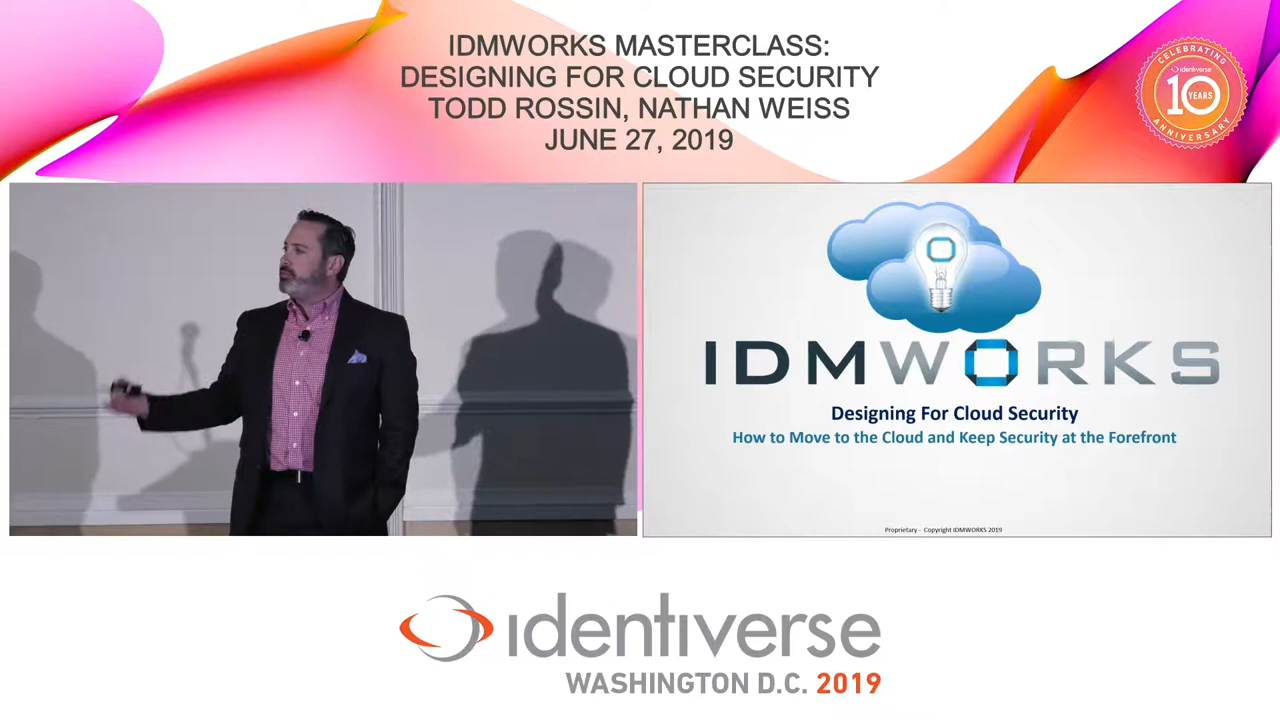 IDMWORKS MASTERCLASS:
DESIGNING FOR CLOUD SECURITY
TODD ROSSIN, NATHAN WEISS
JUNE 27, 2019
CELEBRATING
identiverse
10 YEARS
ANNIVERSARY
IDMWORKS
Designing For Cloud Security
How to Move to the Cloud and Keep Security at the Forefront
Proprietary - Copyright IDMWORKS 2019
identiverse
WASHINGTON D.C. 2019